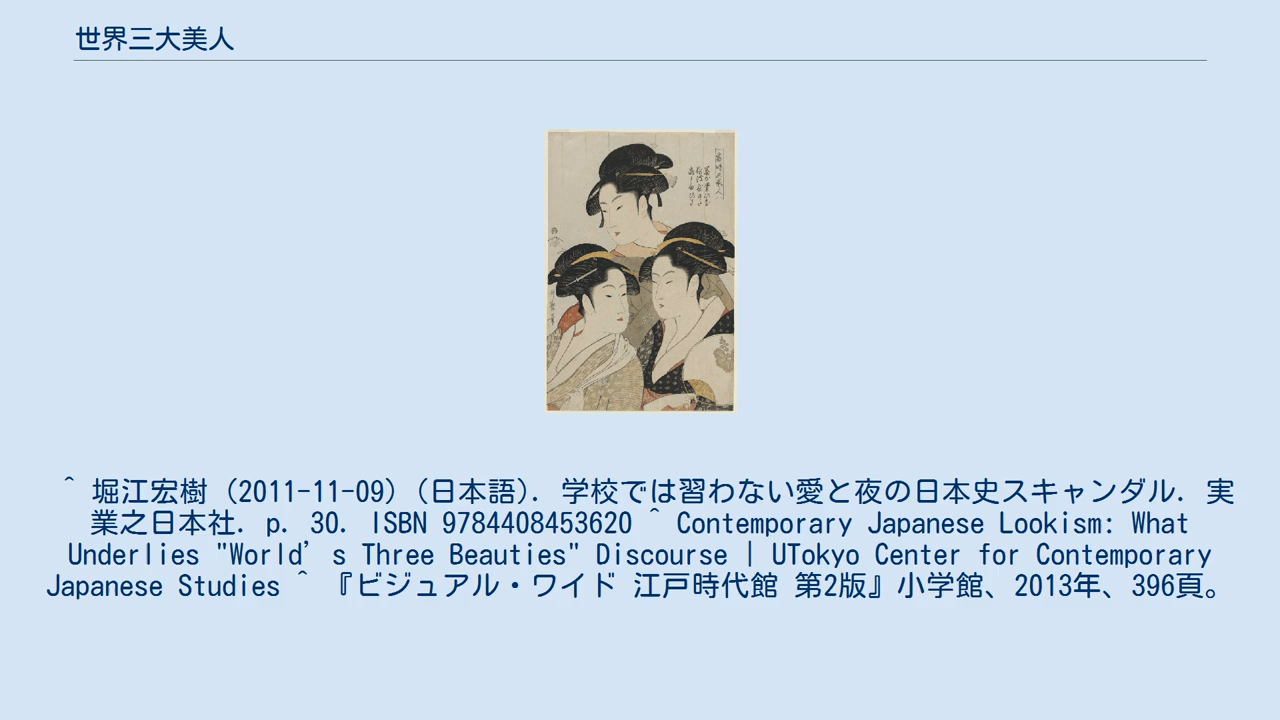 世界三大美人
^ 堀江宏樹 (2011-11-09) (日本語). 学校では習わない愛と夜の日本史スキャンダル. 実
業之日本社. p. 30. ISBN 9784408453620 ^ Contemporary Japanese Lookism: What
Underlies "World’s Three Beauties" Discourse | UTokyo Center for Contemporary
Japanese Studies ^ 『ビジュアル・ワイド 江戸時代館 第2版』小学館、2013年、396頁。